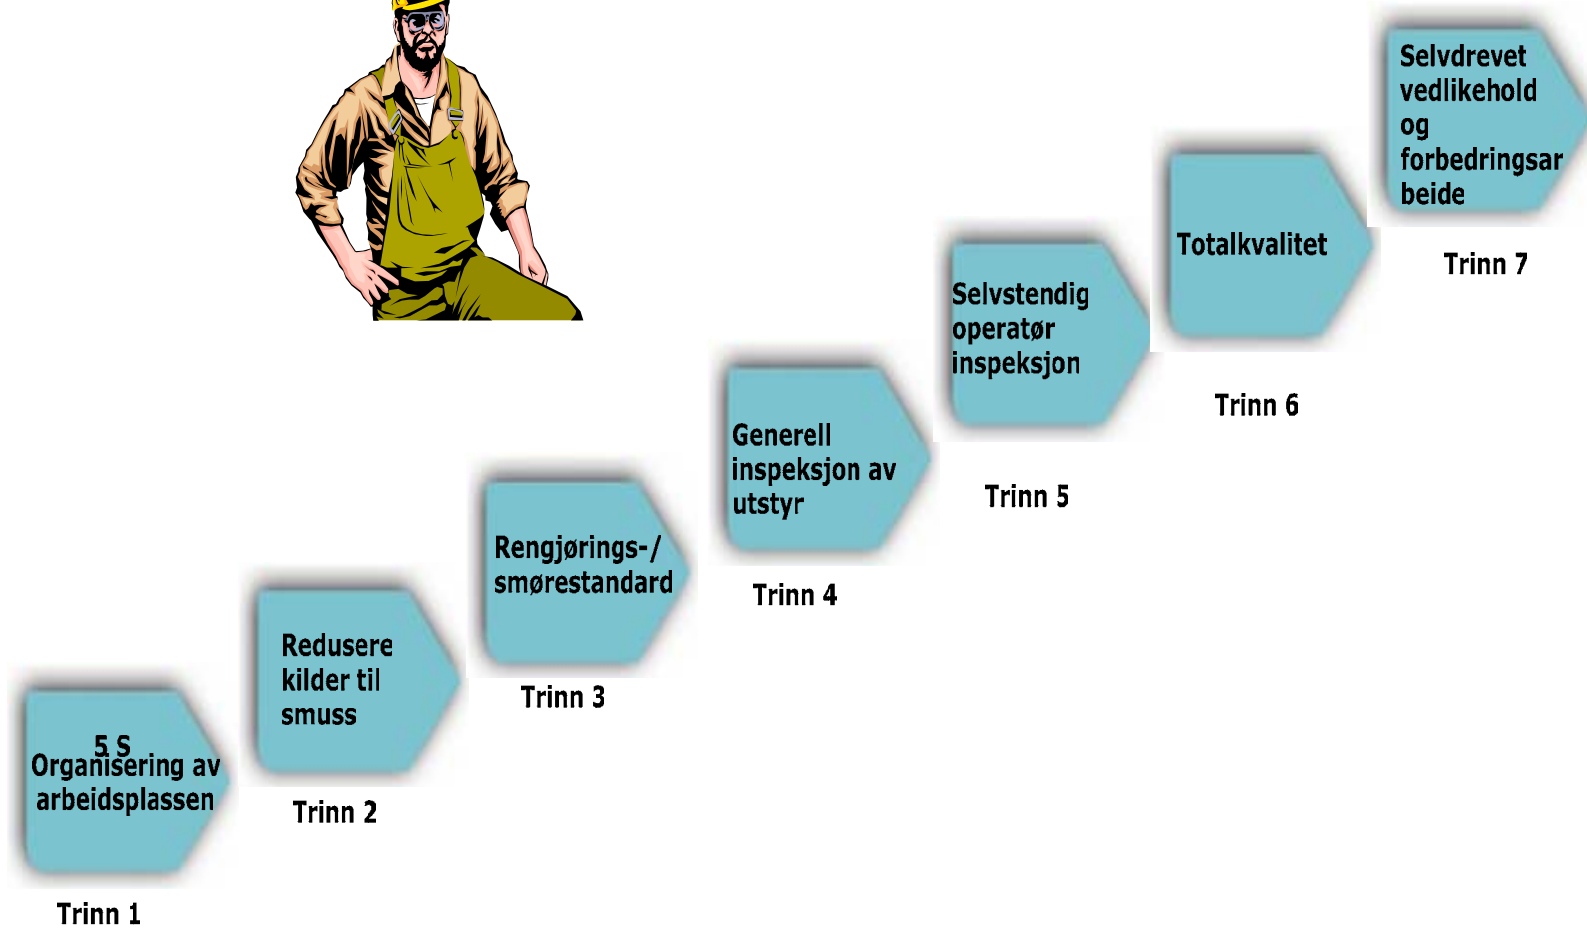 5 S
Organisering av
arbeidsplassen
Trinn 1
Redusere
kilder til
smuss
Trinn 2
Rengjørings-/
smørestandard
Trinn 3
Generell
inspeksjon av
utstyr
Trinn 4
Selvstendig
operatør
inspeksjon
Trinn 5
Totalkvalitet
Trinn 6
Selvdrevet
vedlikehold
og
forbedringsar
beide
Trinn 7